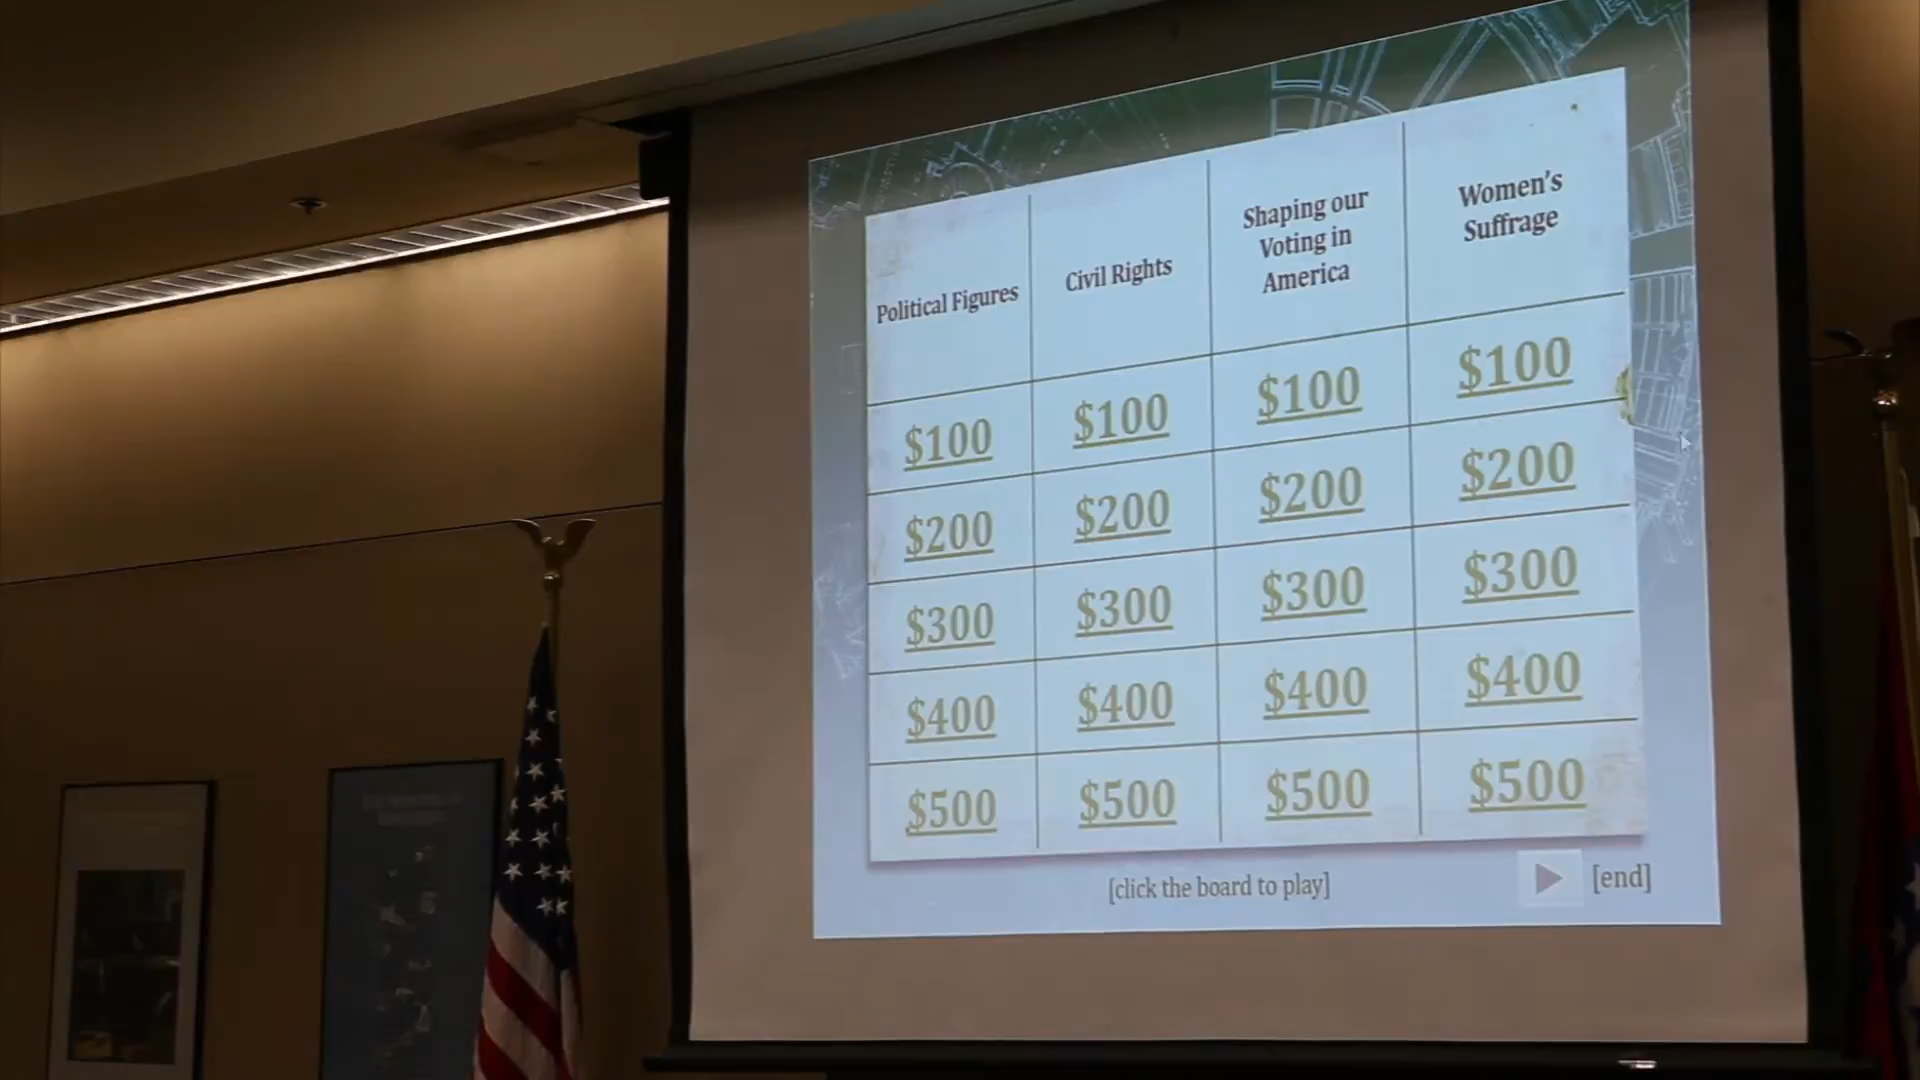 Political Figures
Civil Rights
Shaping our
Voting in
America
Women's
Suffrage
$100
$100
$100
$100
$200
$200
$200
$200
$300
$300
$300
$300
$400
$400
$400
$400
$500
$500
$500
$500
[click the board to play]
[end]